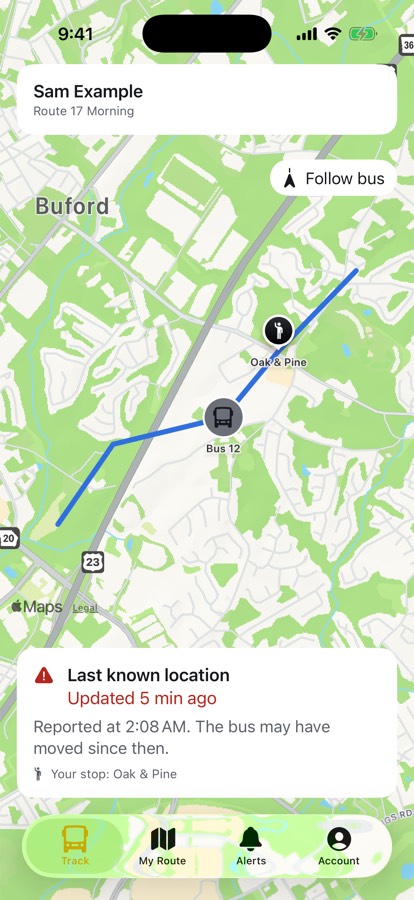 9:41
36
Sam Example
Route 17 Morning
Follow bus
Buford
Oak & Pine
Bus 12
20
23
Maps Legal
Last known location
Updated 5 min ago
Reported at 2:08 AM. The bus may have
moved since then.
Your stop: Oak & Pine
GS RD
Track
My Route
Alerts
Account